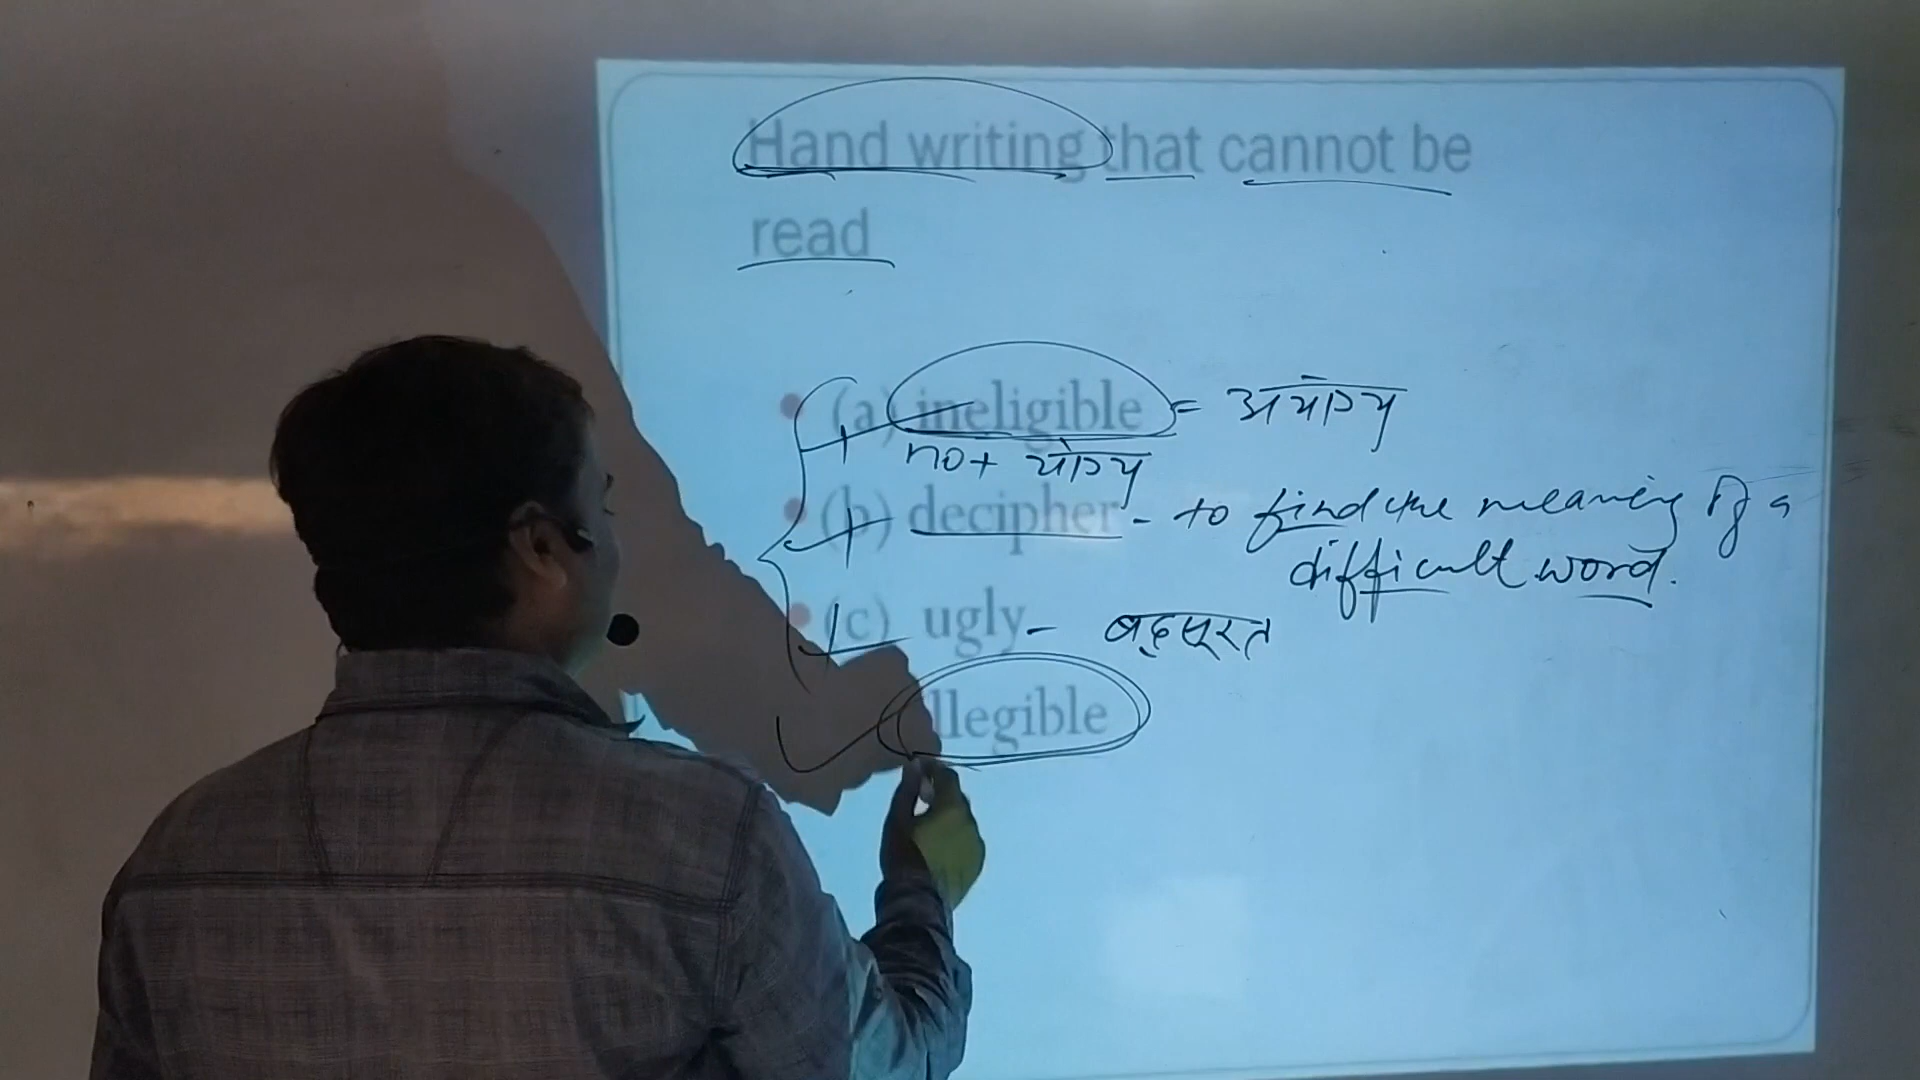 Hand writing that cannot be
read
(a) ineligible = अयोग्य
not योग्य
(b) decipher - to find the meaning of a
difficult word.
(c) ugly - बदसूरत
llegible